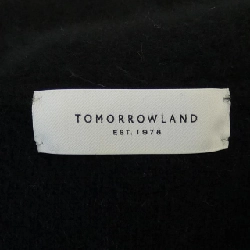 TOMORROWLAND
EST. 1978